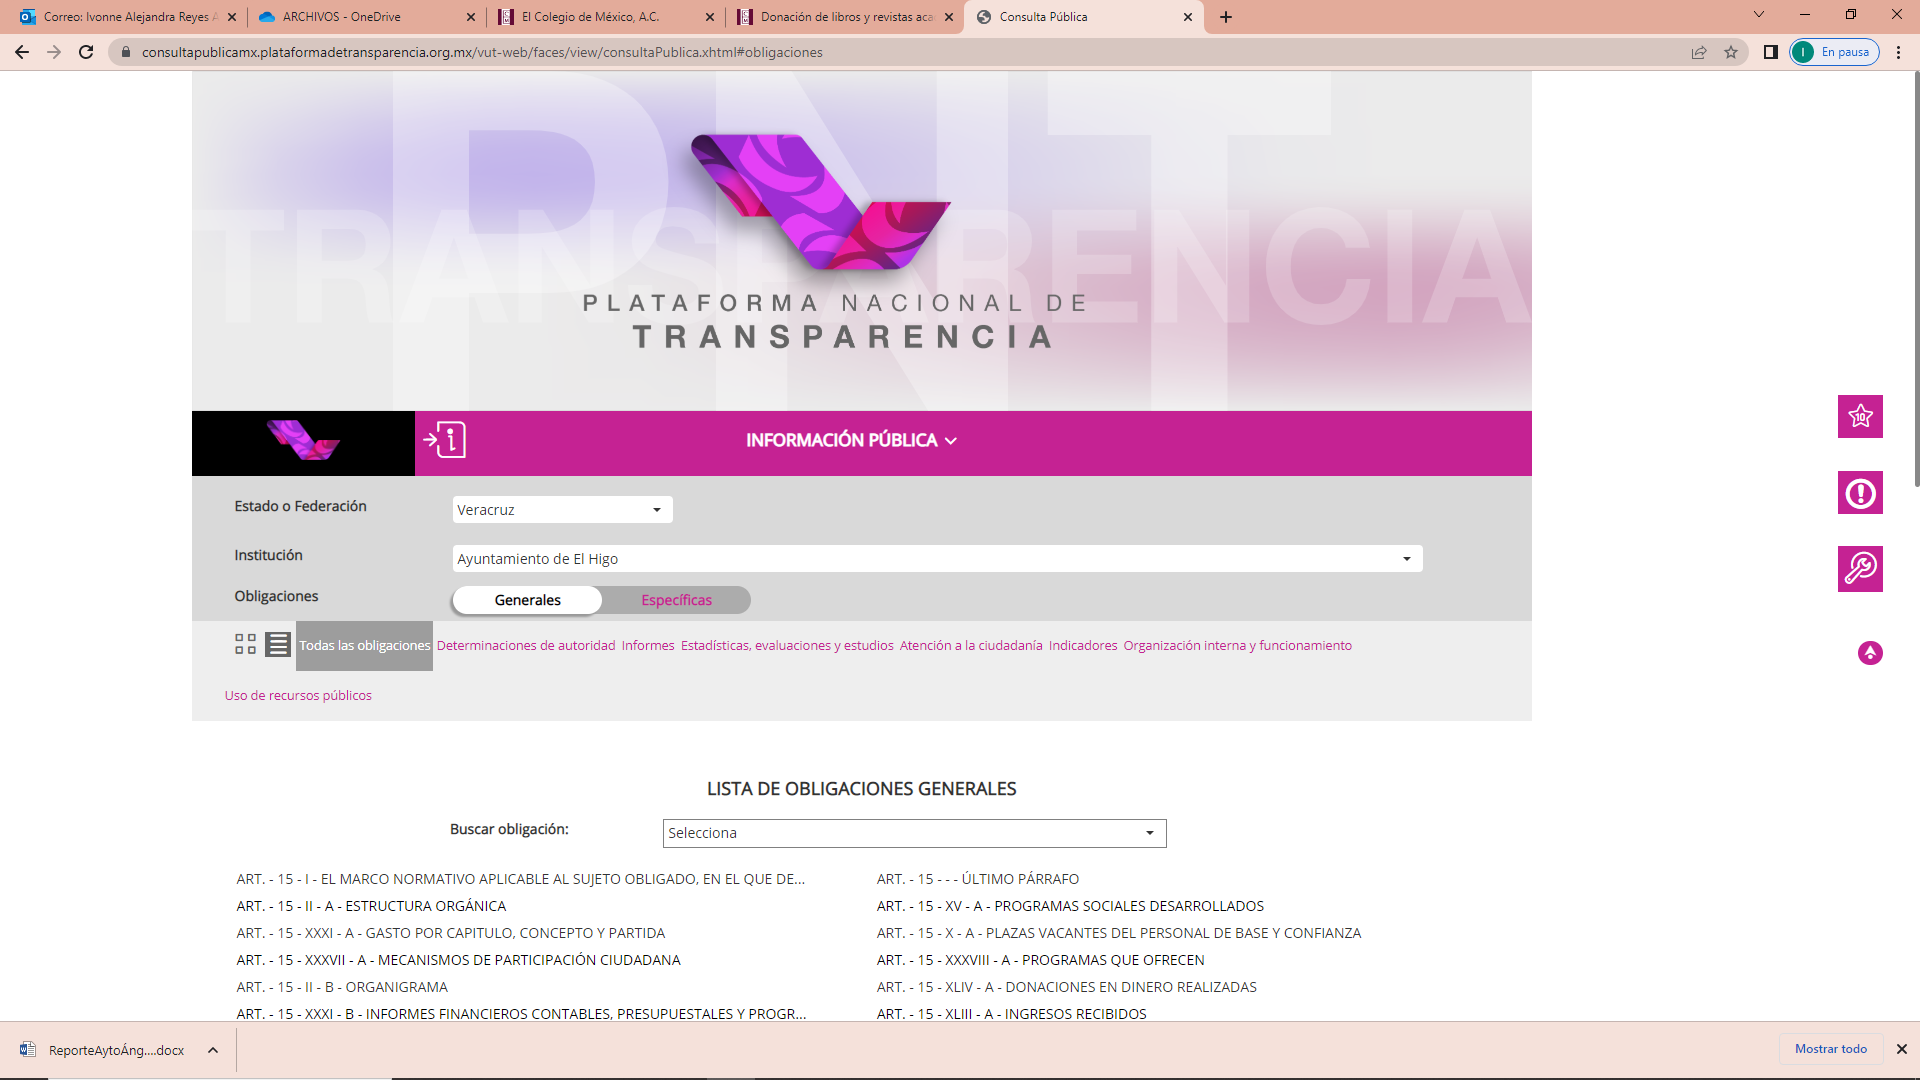 Correo: Ivonne Alejandra Reyes A
ARCHIVOS - OneDrive
El Colegio de México, A.C.
Donación de libros y revistas aca
Consulta Pública
consultapublicamx.plataformadetransparencia.org.mx/vut-web/faces/view/consultaPublica.xhtml#obligaciones
I
En pausa
PNT
TRANSPARENCIA
PLATAFORMA NACIONAL DE
TRANSPARENCIA
INFORMACIÓN PÚBLICA
10
Estado o Federación
Veracruz
Institución
Ayuntamiento de El Higo
Obligaciones
Generales
Específicas
Todas las obligaciones Determinaciones de autoridad Informes Estadísticas, evaluaciones y estudios Atención a la ciudadanía Indicadores Organización interna y funcionamiento
Uso de recursos públicos
LISTA DE OBLIGACIONES GENERALES
Buscar obligación:
Selecciona
ART. - 15 - I - EL MARCO NORMATIVO APLICABLE AL SUJETO OBLIGADO, EN EL QUE DE...
ART. - 15 - - - ÚLTIMO PÁRRAFO
ART. - 15 - II - A - ESTRUCTURA ORGÁNICA
ART. - 15 - XV - A - PROGRAMAS SOCIALES DESARROLLADOS
ART. - 15 - XXXI - A - GASTO POR CAPITULO, CONCEPTO Y PARTIDA
ART. - 15 - X - A - PLAZAS VACANTES DEL PERSONAL DE BASE Y CONFIANZA
ART. - 15 - XXXVII - A - MECANISMOS DE PARTICIPACIÓN CIUDADANA
ART. - 15 - XXXVIII - A - PROGRAMAS QUE OFRECEN
ART. - 15 - II - B - ORGANIGRAMA
ART. - 15 - XLIV - A - DONACIONES EN DINERO REALIZADAS
ART. - 15 - XXXI - B - INFORMES FINANCIEROS CONTABLES, PRESUPUESTALES Y PROGR...
ART. - 15 - XLIII - A - INGRESOS RECIBIDOS
ReporteAytoÁng....docx
Mostrar todo